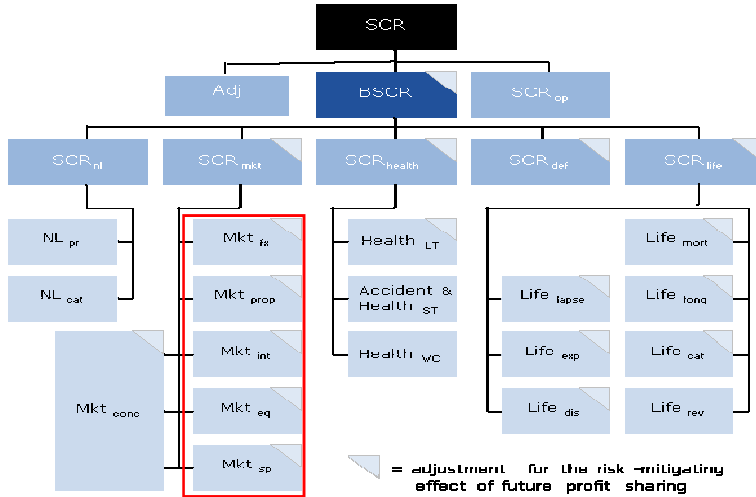 SCR
Adj
BSCR
SCR op
SCR nl
SCR mkt
SCR health
SCR def
SCR life
NL pr
Mkt fx
Health LT
Life mort
NL cat
Mkt prop
Accident &
Health ST
Life lapse
Life long
Mkt conc
Mkt int
Health WC
Life exp
Life cat
Mkt eq
Life dis
Life rev
Mkt sp
= adjustment for the risk -mitigating
effect of future profit sharing